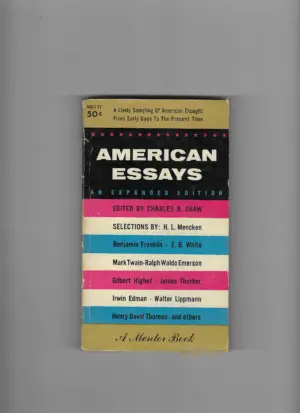 MD177
50¢
A Lively Sampling Of American Thought
From Early Days To The Present Time
AMERICAN
ESSAYS
AN EXPANDED EDITION
EDITED BY CHARLES B. SHAW
SELECTIONS BY: H. L. Mencken
Benjamin Franklin - E. B. White
Mark Twain-Ralph Waldo Emerson
Gilbert Highet - James Thurber
Irwin Edman - Walter Lippmann
Henry David Thoreau - and others
A Mentor Book